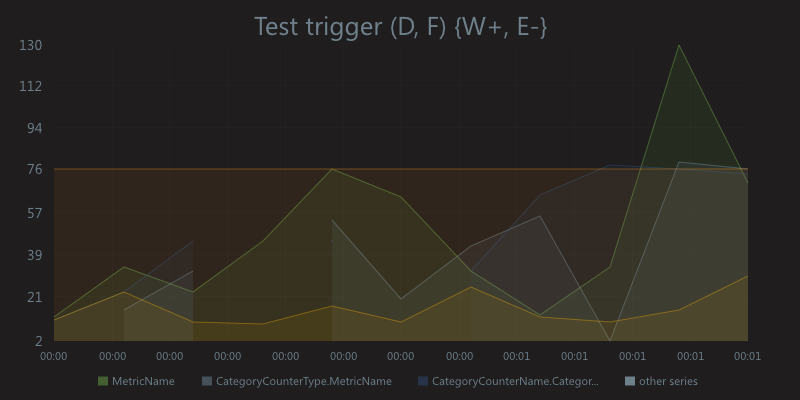 Test trigger (D, F) {W+, E-}
130
112
94
76
57
39
21
2
00:00 00:00 00:00 00:00 00:00 00:00 00:00 00:00 00:01 00:01 00:01 00:01 00:01
MetricName CategoryCounterType.MetricName CategoryCounterName.Categor... other series